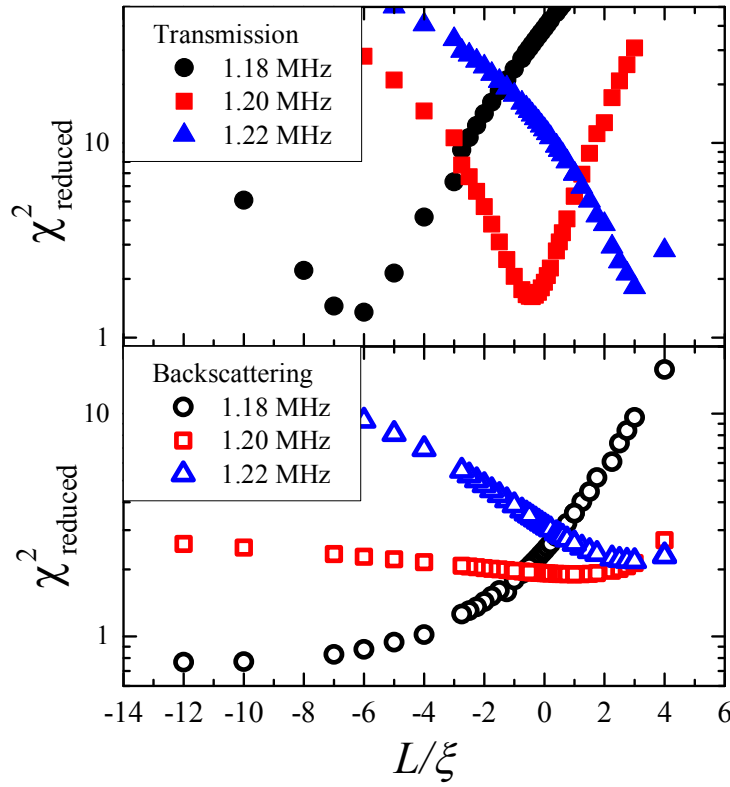 Transmission
1.18 MHz
1.20 MHz
1.22 MHz
10
1
χ²reduced
Backscattering
1.18 MHz
1.20 MHz
1.22 MHz
10
1
χ²reduced
-14 -12 -10 -8 -6 -4 -2 0 2 4 6
L/ξ